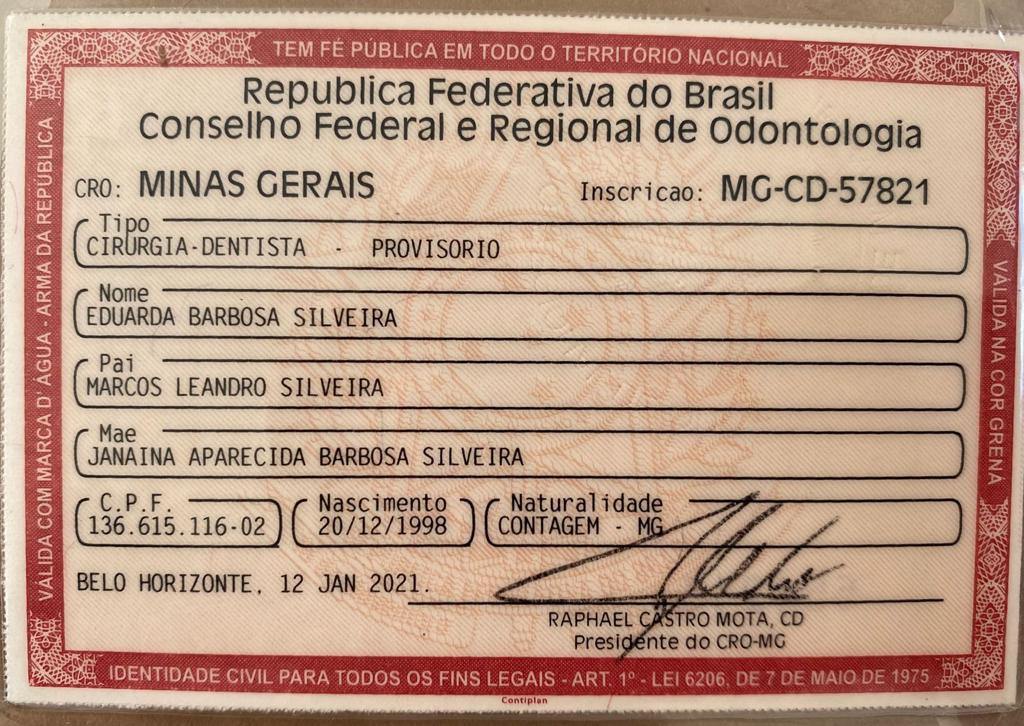 TEM FÉ PÚBLICA EM TODO O TERRITÓRIO NACIONAL
Republica Federativa do Brasil
Conselho Federal e Regional de Odontologia
CRO: MINAS GERAIS Inscricao: MG-CD-57821
Tipo
CIRURGIA-DENTISTA - PROVISORIO
Nome
EDUARDA BARBOSA SILVEIRA
Pai
MARCOS LEANDRO SILVEIRA
Mae
JANAINA APARECIDA BARBOSA SILVEIRA
C.P.F. Nascimento Naturalidade
136.615.116-02 20/12/1998 CONTAGEM - MG
BELO HORIZONTE, 12 JAN 2021.
RAPHAEL CASTRO MOTA, CD
Presidente do CRO-MG
IDENTIDADE CIVIL PARA TODOS OS FINS LEGAIS - ART. 1º - LEI 6206, DE 7 DE MAIO DE 1975
Contiplan
VÁLIDA COM MARCA D' ÁGUA - ARMA DA REPÚBLICA
VÁLIDA NA COR GRENÁ